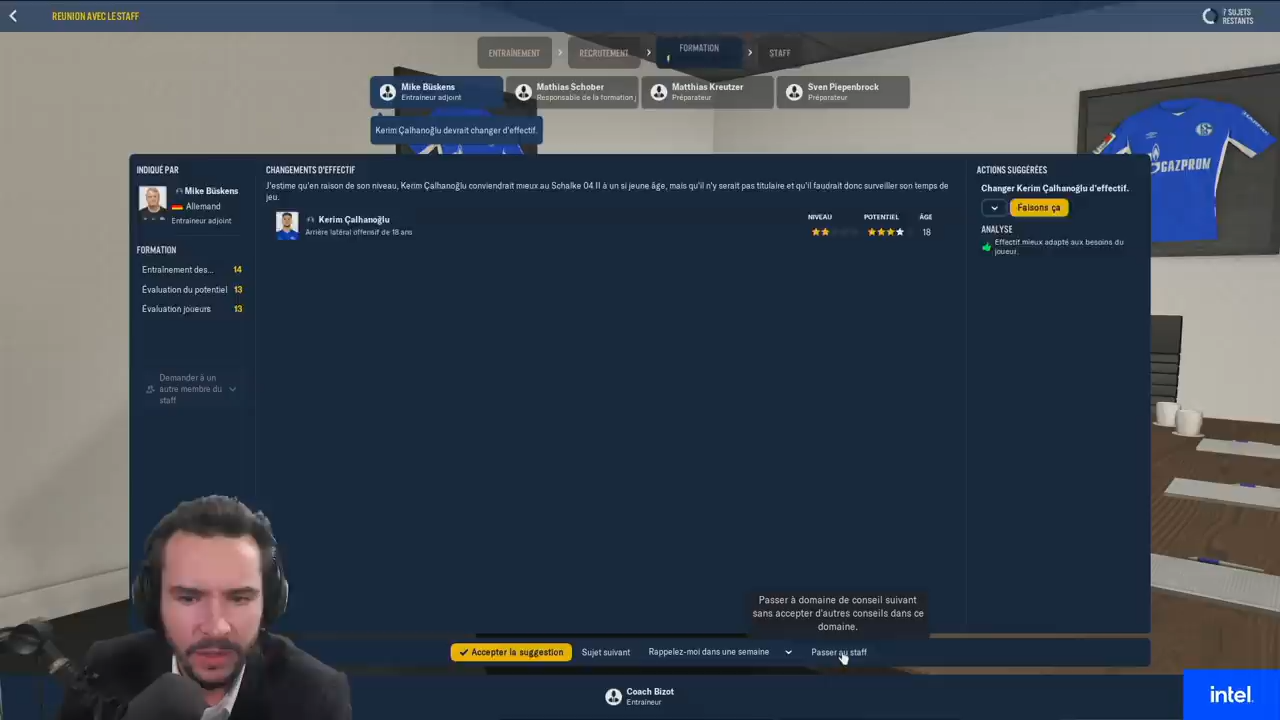 REUNION AVEC LE STAFF
7 SUJETS
RESTANTS
ENTRAÎNEMENT
RECRUTEMENT
FORMATION
STAFF
Mike Büskens
Entraîneur adjoint
Mathias Schober
Responsable de la formation j
Matthias Kreutzer
Préparateur
Sven Piepenbrock
Préparateur
Kerim Çalhanoğlu devrait changer d'effectif.
INDIQUÉ PAR
Mike Büskens
Allemand
Entraîneur adjoint
FORMATION
Entraînement des... 14
Évaluation du potentiel 13
Évaluation joueurs 13
Demander à un
autre membre du
staff
CHANGEMENTS D'EFFECTIF
J'estime qu'en raison de son niveau, Kerim Çalhanoğlu conviendrait mieux au Schalke 04 II à un si jeune âge, mais qu'il n'y serait pas titulaire et qu'il faudrait donc surveiller son temps de
jeu.
Kerim Çalhanoğlu
Arrière latéral offensif de 18 ans
NIVEAU POTENTIEL ÂGE
18
ACTIONS SUGGÉRÉES
Changer Kerim Çalhanoğlu d'effectif.
Faisons ça
ANALYSE
Effectif mieux adapté aux besoins du
joueur.
GAZPROM
Passer à domaine de conseil suivant
sans accepter d'autres conseils dans ce
domaine.
Accepter la suggestion
Sujet suivant
Rappelez-moi dans une semaine
Passer au staff
Coach Bizot
Entraîneur
intel.